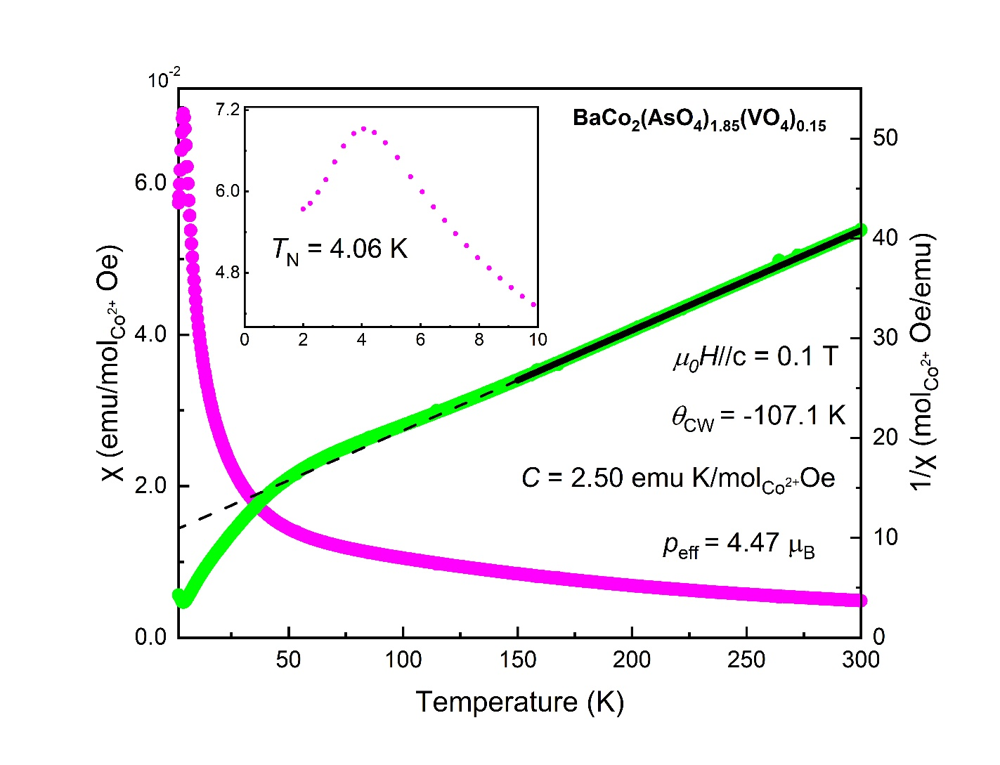 10⁻²
BaCo₂(AsO₄)₁.₈₅(VO₄)₀.₁₅
7.2
6.0
4.8
0 2 4 6 8 10
T_N = 4.06 K
6.0
4.0
2.0
0.0
χ (emu/mol_Co²⁺ Oe)
50
40
30
20
10
0
1/χ (mol_Co²⁺ Oe/emu)
μ₀H//c = 0.1 T
θ_CW = -107.1 K
C = 2.50 emu K/mol_Co²⁺Oe
p_eff = 4.47 μ_B
50 100 150 200 250 300
Temperature (K)